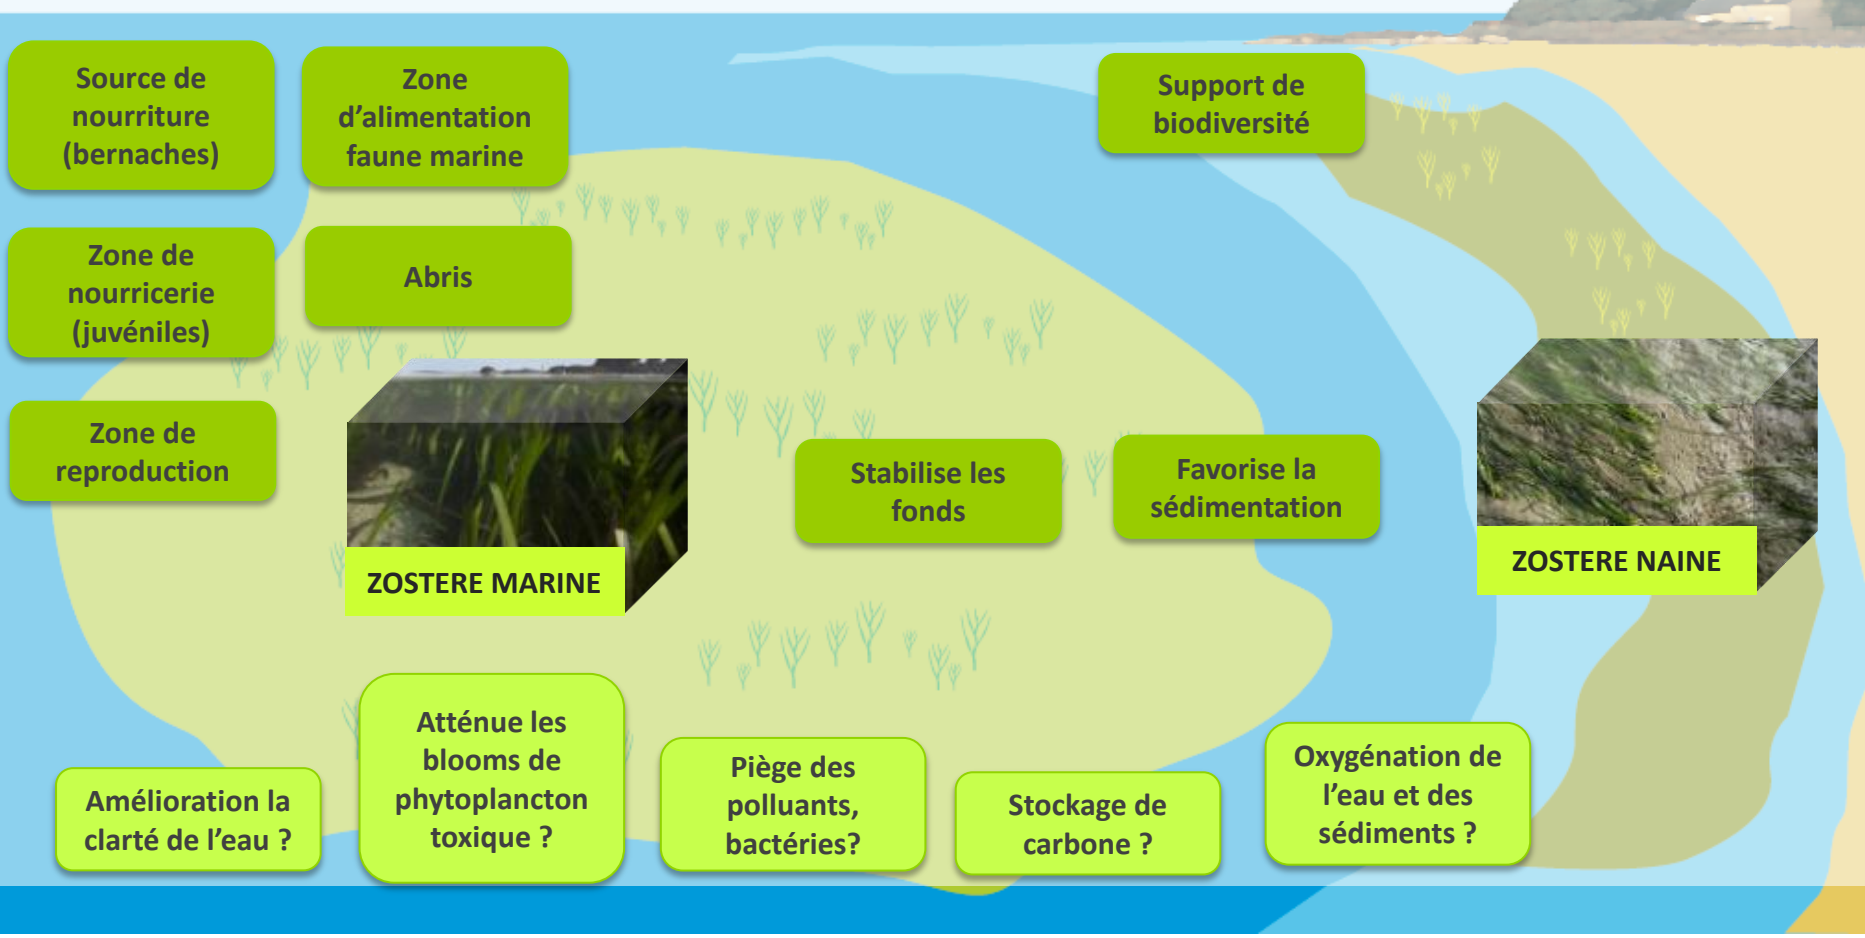 Source de
nourriture
(bernaches)
Zone
d'alimentation
faune marine
Support de
biodiversité
Zone de
nourricerie
(juvéniles)
Abris
Zone de
reproduction
Stabilise les
fonds
Favorise la
sédimentation
ZOSTERE MARINE
ZOSTERE NAINE
Amélioration la
clarté de l'eau ?
Atténue les
blooms de
phytoplancton
toxique ?
Piège des
polluants,
bactéries?
Stockage de
carbone ?
Oxygénation de
l'eau et des
sédiments ?